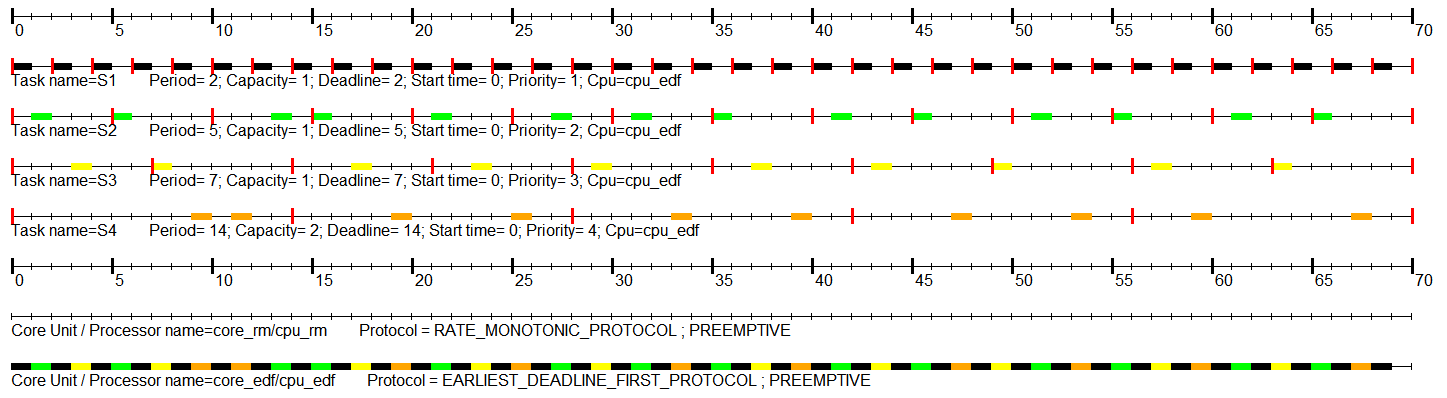 0 5 10 15 20 25 30 35 40 45 50 55 60 65 70
Task name=S1 Period= 2; Capacity= 1; Deadline= 2; Start time= 0; Priority= 1; Cpu=cpu_edf
Task name=S2 Period= 5; Capacity= 1; Deadline= 5; Start time= 0; Priority= 2; Cpu=cpu_edf
Task name=S3 Period= 7; Capacity= 1; Deadline= 7; Start time= 0; Priority= 3; Cpu=cpu_edf
Task name=S4 Period= 14; Capacity= 2; Deadline= 14; Start time= 0; Priority= 4; Cpu=cpu_edf
0 5 10 15 20 25 30 35 40 45 50 55 60 65 70
Core Unit / Processor name=core_rm/cpu_rm Protocol = RATE_MONOTONIC_PROTOCOL ; PREEMPTIVE
Core Unit / Processor name=core_edf/cpu_edf Protocol = EARLIEST_DEADLINE_FIRST_PROTOCOL ; PREEMPTIVE